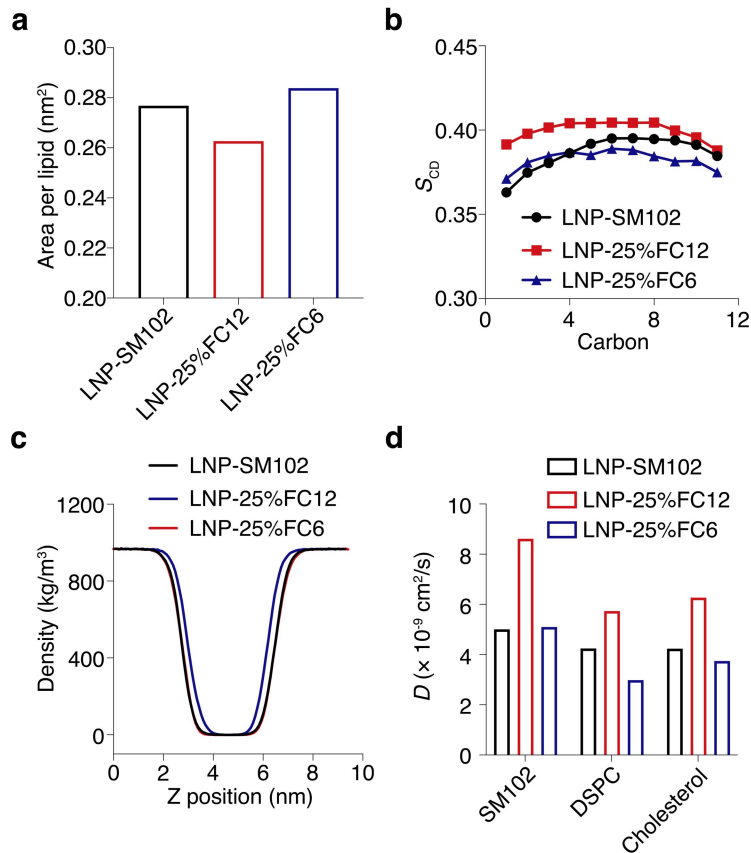 a
Area per lipid (nm²)
0.30
0.28
0.26
0.24
0.22
0.20
LNP-SM102
LNP-25%FC12
LNP-25%FC6
b
S_CD
0.45
0.40
0.35
0.30
LNP-SM102
LNP-25%FC12
LNP-25%FC6
0 4 8 12
Carbon
c
LNP-SM102
LNP-25%FC12
LNP-25%FC6
Density (kg/m³)
1200
800
400
0
0 2 4 6 8 10
Z position (nm)
d
LNP-SM102
LNP-25%FC12
LNP-25%FC6
D (× 10⁻⁹ cm²/s)
10
8
6
4
2
0
SM102
DSPC
Cholesterol